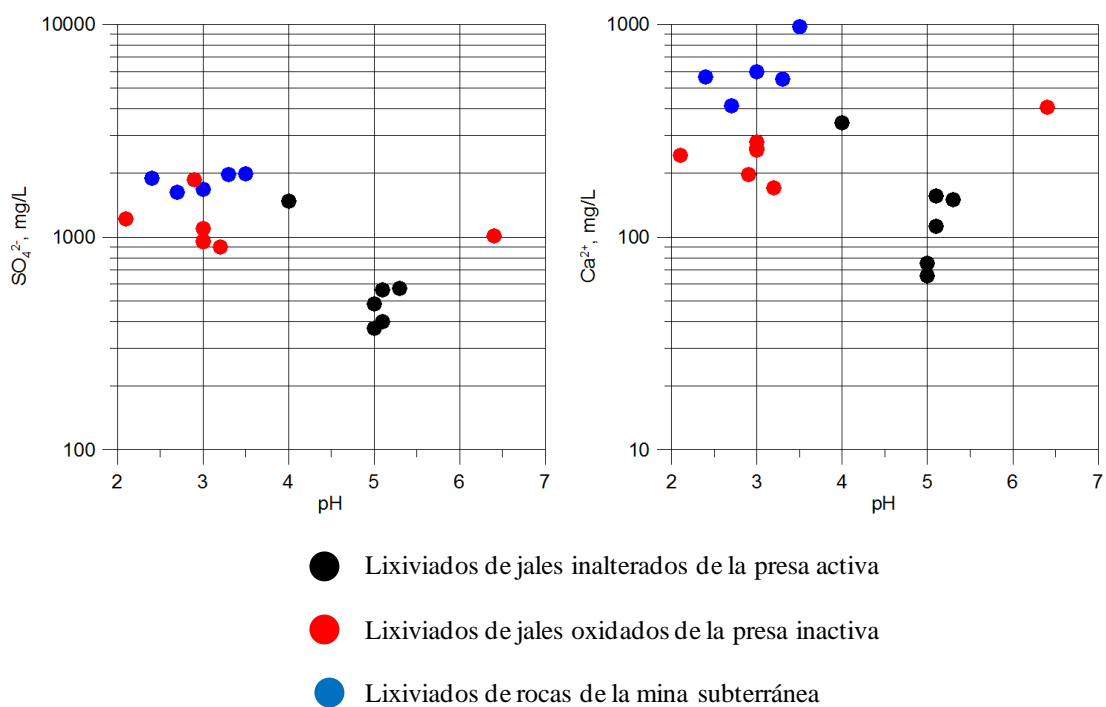 10000
1000
100
SO₄²⁻, mg/L
2 3 4 5 6 7
pH
1000
100
10
Ca²⁺, mg/L
2 3 4 5 6 7
pH
Lixiviados de jales inalterados de la presa activa
Lixiviados de jales oxidados de la presa inactiva
Lixiviados de rocas de la mina subterránea